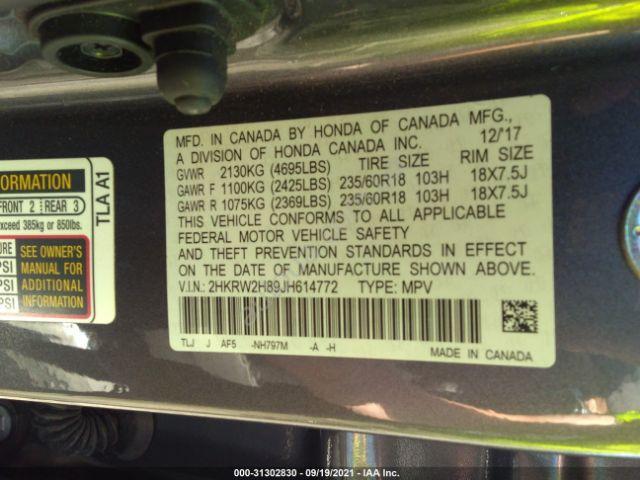 MFD. IN CANADA BY HONDA OF CANADA MFG.,
A DIVISION OF HONDA CANADA INC. 12/'17
GVWR 2130KG (4695LBS) TIRE SIZE RIM SIZE
GAWR F 1100KG (2425LBS) 235/60R18 103H 18X7.5J
GAWR R 1075KG (2369LBS) 235/60R18 103H 18X7.5J
THIS VEHICLE CONFORMS TO ALL APPLICABLE
FEDERAL MOTOR VEHICLE SAFETY
AND THEFT PREVENTION STANDARDS IN EFFECT
ON THE DATE OF MANUFACTURE SHOWN ABOVE.
V.I.N.: 2HKRW2H89JH614772 TYPE: MPV
TLJ J AF5 -NH797M -A -H
MADE IN CANADA
TLA A1
ORMATION
FRONT 2 REAR 3
exceed 385kg or 850lbs.
SEE OWNER'S
MANUAL FOR
ADDITIONAL
INFORMATION
URE
PSI
PSI
000-31302830 - 09/19/2021 - IAA Inc.